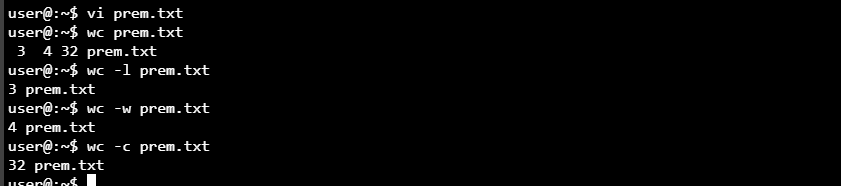 user@:~$ vi prem.txt
user@:~$ wc prem.txt
 3  4 32 prem.txt
user@:~$ wc -l prem.txt
3 prem.txt
user@:~$ wc -w prem.txt
4 prem.txt
user@:~$ wc -c prem.txt
32 prem.txt
user@:~$